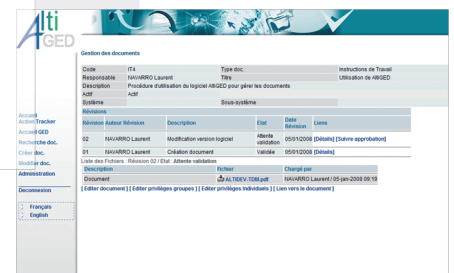 Alti
GED
Gestion des documents
Code IT4 Type doc. Instructions de Travail
Responsable NAVARRO Laurent Titre Utilisation de AltiGED
Description Procédure d'utilisation du logiciel AltiGED pour gérer les documents
Actif Actif
Système Sous-système
Révisions
Révision Auteur Révision Description Etat Date Révision Liens
02 NAVARRO Laurent Modification version logiciel Attente validation 05/01/2008 [Détails] [Suivre approbation]
01 NAVARRO Laurent Création document Validée 05/01/2008 [Détails]
Liste des Fichiers : Révision 02 / Etat : Attente validation
Description Fichier Chargé par
Document ALTIDEV-TDM.pdf NAVARRO Laurent / 05-jan-2008 09:19
[ Editer document ] [ Editer privilèges groupes ] [ Editer privilèges Individuels ] [ Lien vers le document ]
Accueil
Action Tracker
Accueil GED
Recherche doc.
Créer doc.
Modifier doc.
Administration
Deconnexion
Français
English